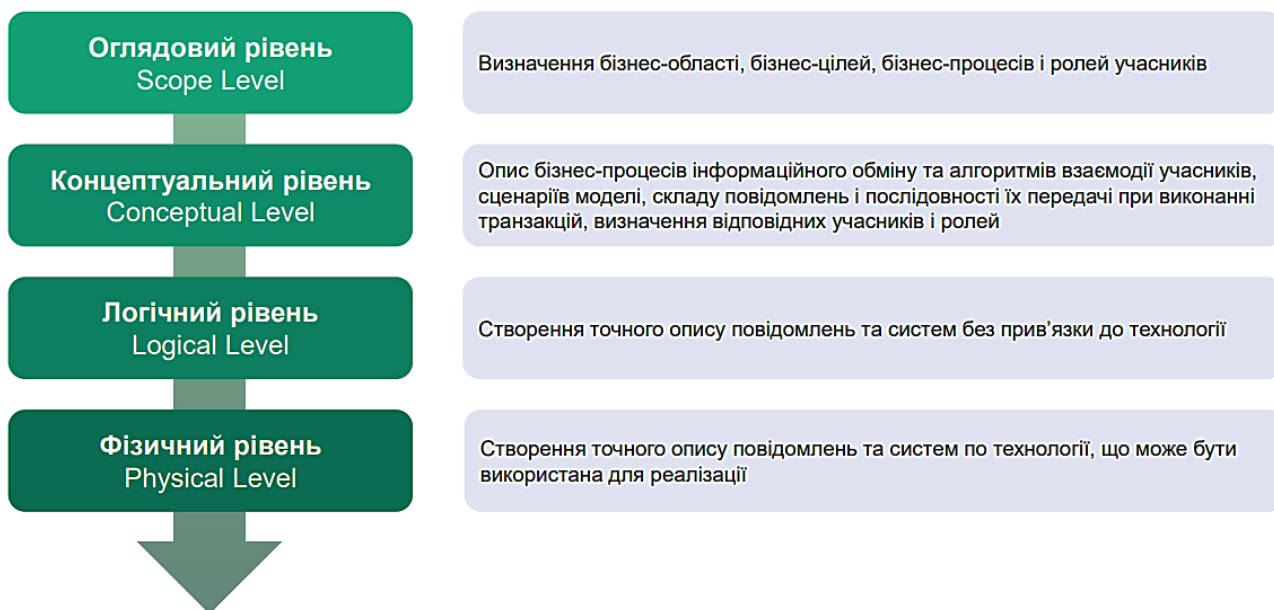 Оглядовий рівень
Scope Level
Визначення бізнес-області, бізнес-цілей, бізнес-процесів і ролей учасників
Концептуальний рівень
Conceptual Level
Опис бізнес-процесів інформаційного обміну та алгоритмів взаємодії учасників,
сценаріїв моделі, складу повідомлень і послідовності їх передачі при виконанні
транзакцій, визначення відповідних учасників і ролей
Логічний рівень
Logical Level
Створення точного опису повідомлень та систем без прив’язки до технології
Фізичний рівень
Physical Level
Створення точного опису повідомлень та систем по технології, що може бути
використана для реалізації